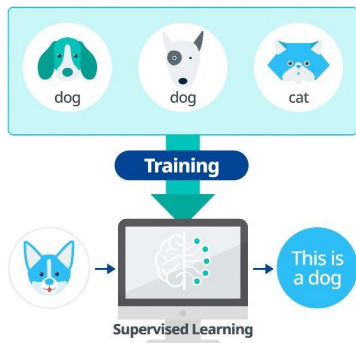 dog
dog
cat
Training
This is
a dog
Supervised Learning